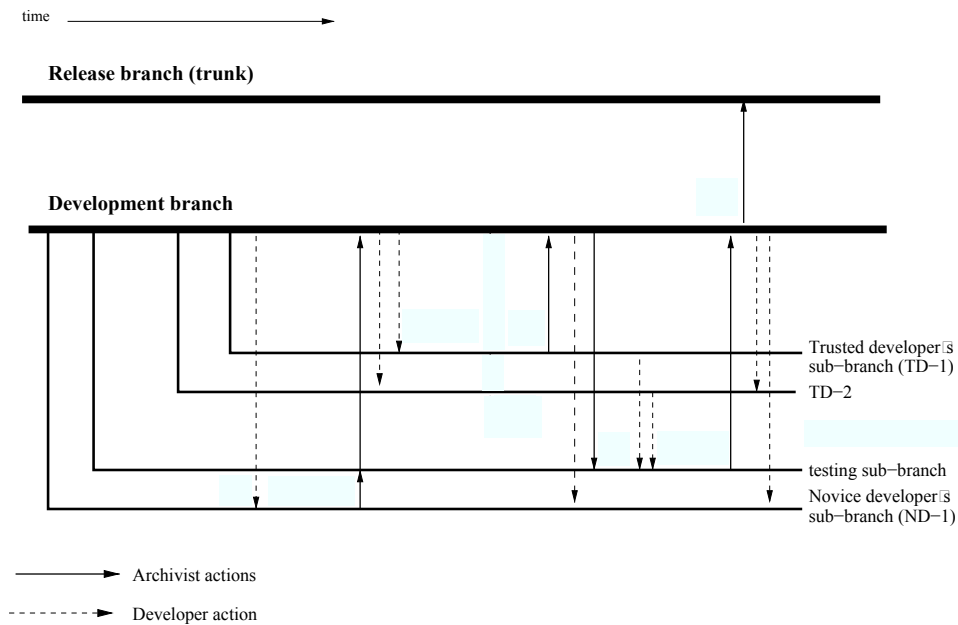 time
Release branch (trunk)
Development branch
Trusted developer□s
sub−branch (TD−1)
TD−2
testing sub−branch
Novice developer□s
sub−branch (ND−1)
Archivist actions
Developer action